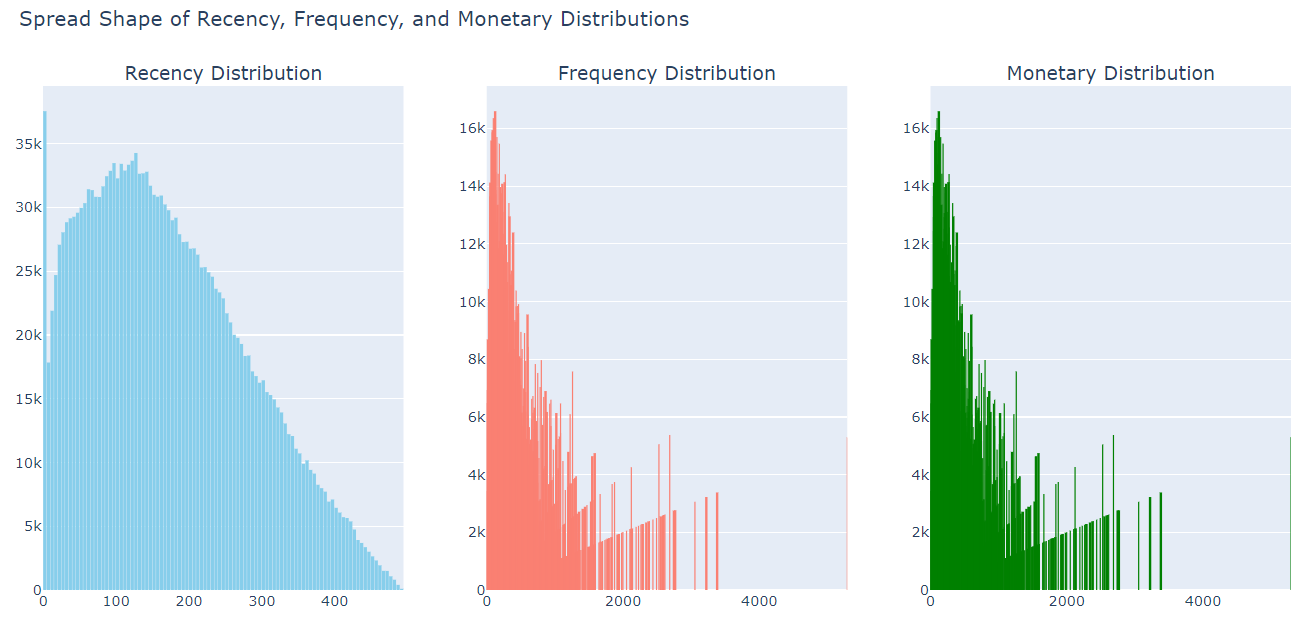 Spread Shape of Recency, Frequency, and Monetary Distributions
Recency Distribution
35k
30k
25k
20k
15k
10k
5k
0
0 100 200 300 400
Frequency Distribution
16k
14k
12k
10k
8k
6k
4k
2k
0
0 2000 4000
Monetary Distribution
16k
14k
12k
10k
8k
6k
4k
2k
0
0 2000 4000